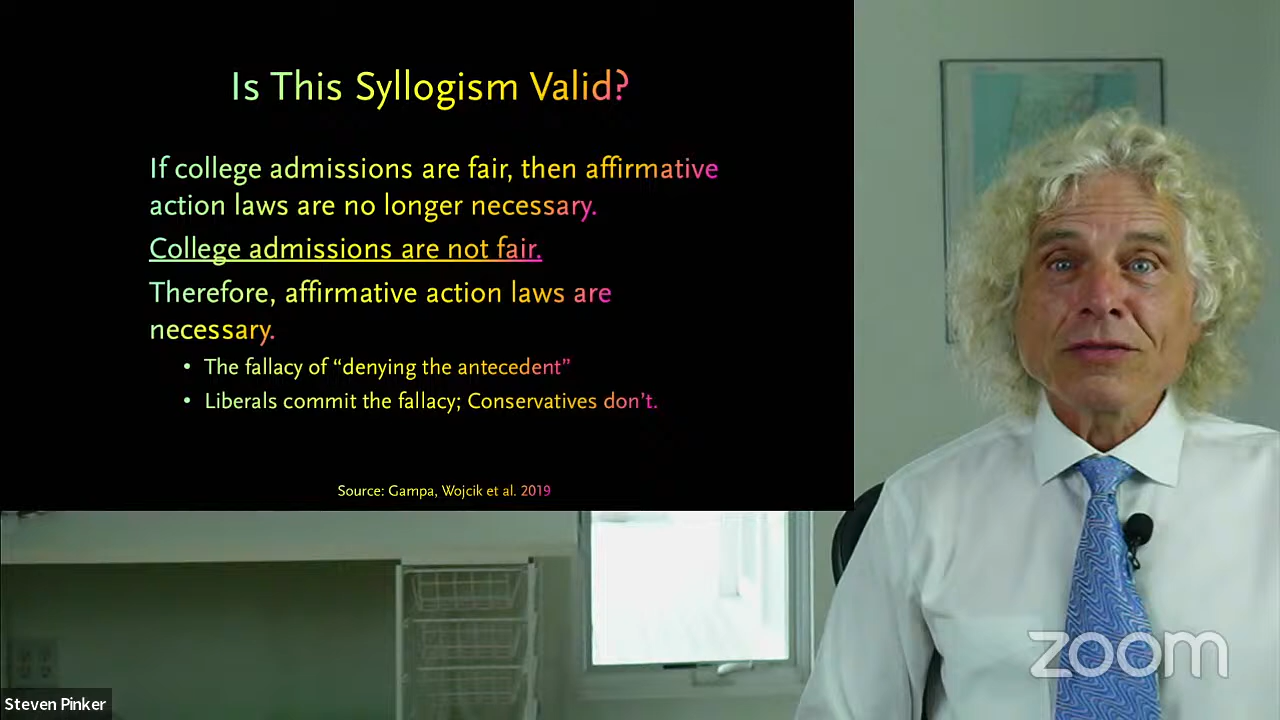 Is This Syllogism Valid?
If college admissions are fair, then affirmative
action laws are no longer necessary.
College admissions are not fair.
Therefore, affirmative action laws are
necessary.
• The fallacy of “denying the antecedent”
• Liberals commit the fallacy; Conservatives don’t.
Source: Gampa, Wojcik et al. 2019
zoom
Steven Pinker